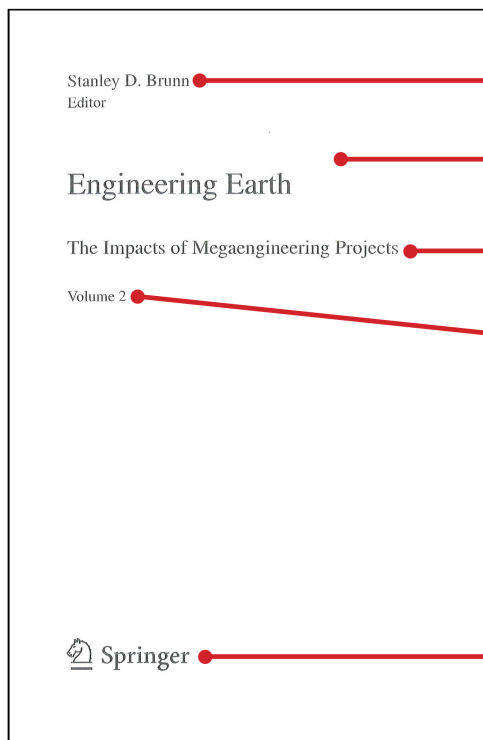 Stanley D. Brunn
Editor
Engineering Earth
The Impacts of Megaengineering Projects
Volume 2
Springer